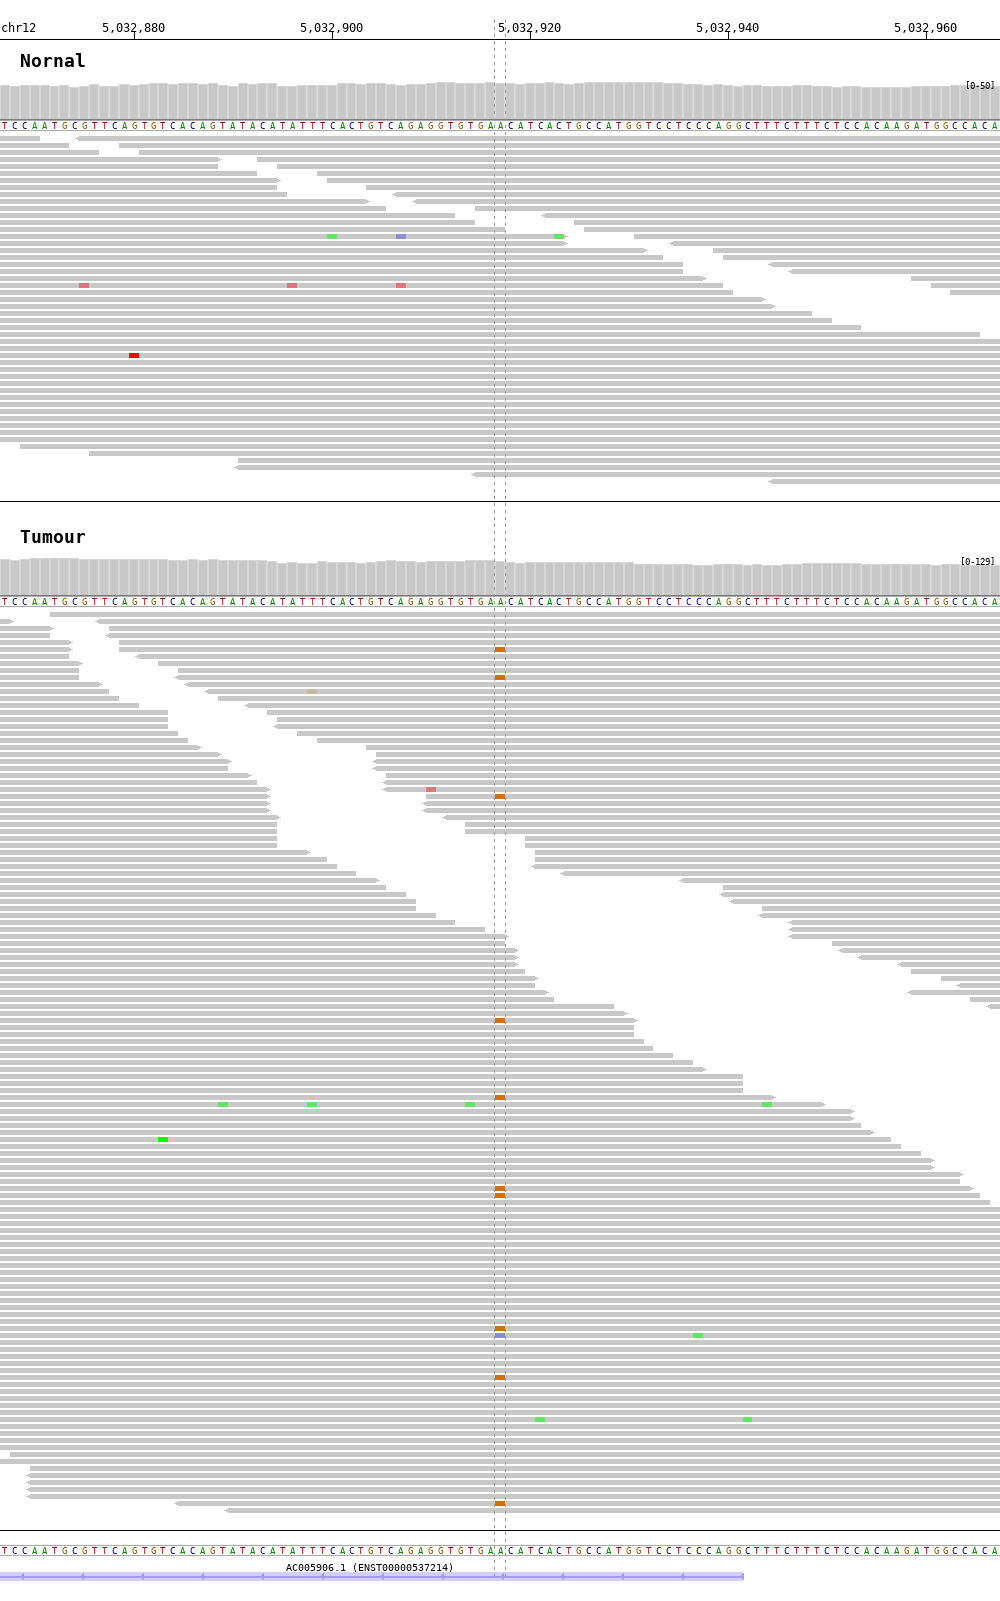 chr12 5,032,880 5,032,900 5,032,920 5,032,940 5,032,960
Nornal
[0-50]
TCCAATGCGTTCAGTGTCACAGTATACATATTTCACTGTCAGAGGTGTGAACATCACTGCCATGGTCCTCCCAGGCTTTCTTTCTCCACAAGATGGCCACA
Tumour
[0-129]
TCCAATGCGTTCAGTGTCACAGTATACATATTTCACTGTCAGAGGTGTGAACATCACTGCCATGGTCCTCCCAGGCTTTCTTTCTCCACAAGATGGCCACA
TCCAATGCGTTCAGTGTCACAGTATACATATTTCACTGTCAGAGGTGTGAACATCACTGCCATGGTCCTCCCAGGCTTTCTTTCTCCACAAGATGGCCACA
AC005906.1 (ENST00000537214)